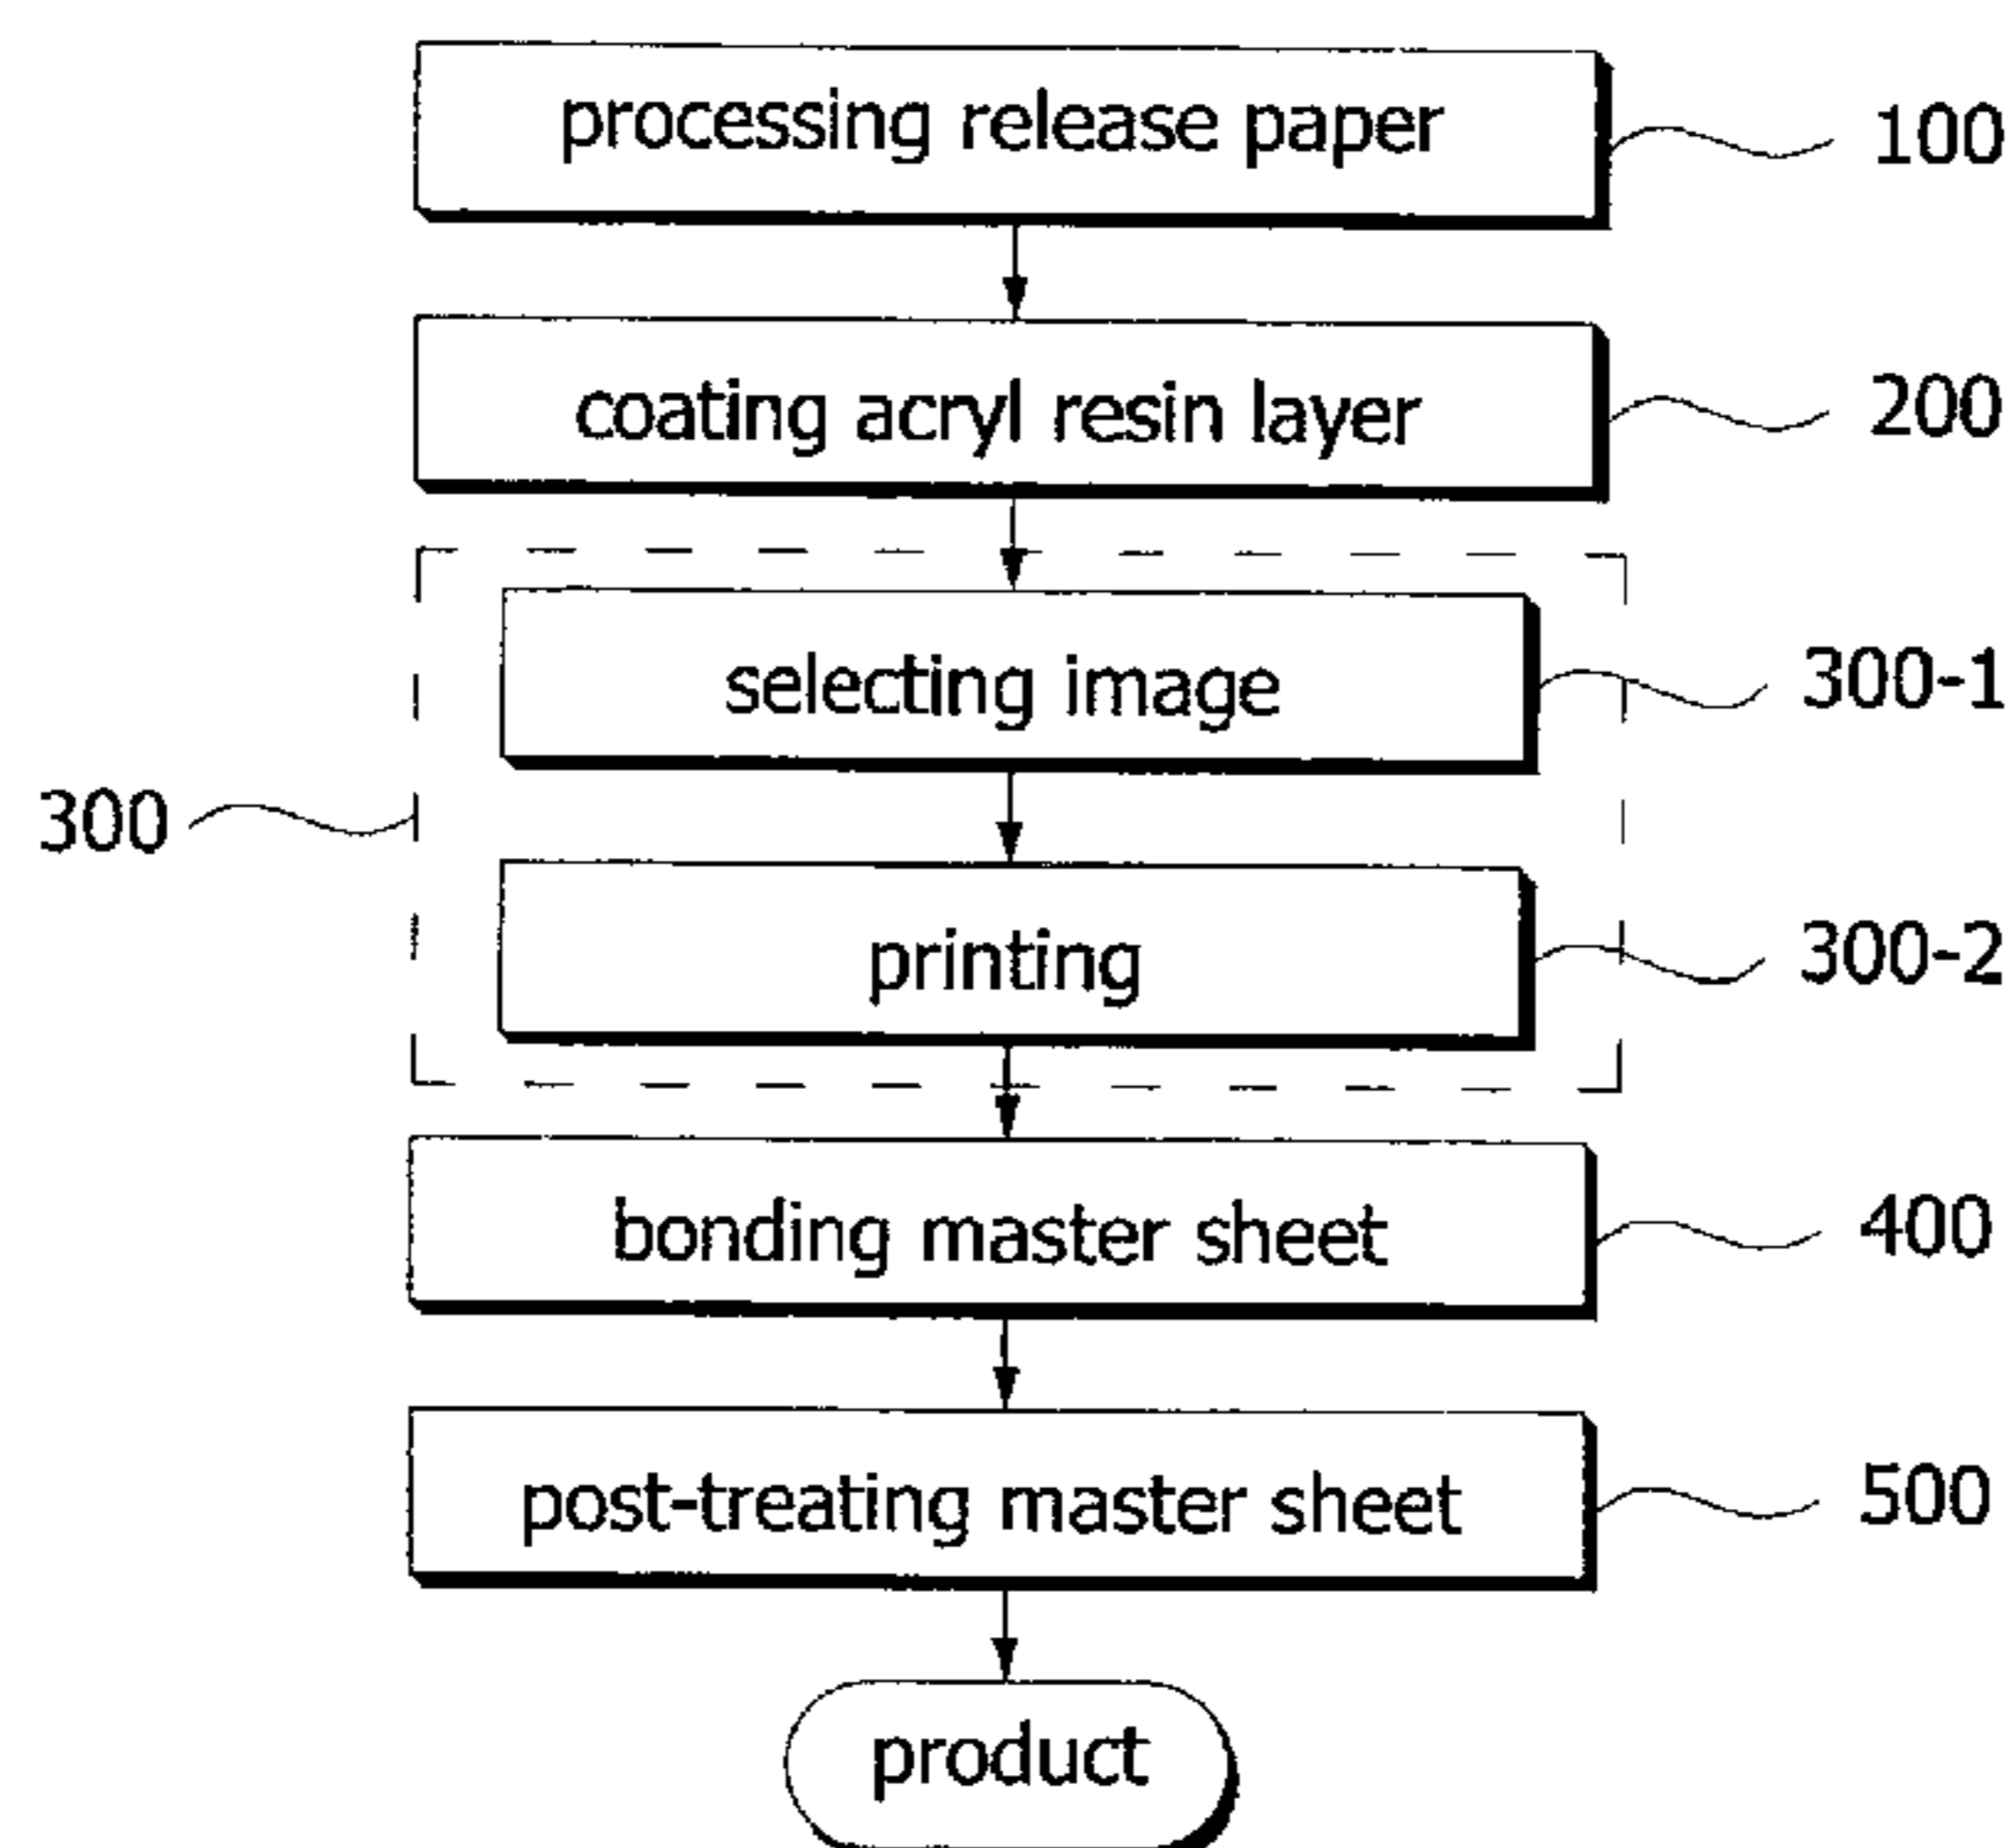 processing release paper
100
coating acryl resin layer
200
selecting image
300-1
300
printing
300-2
bonding master sheet
400
post-treating master sheet
500
product